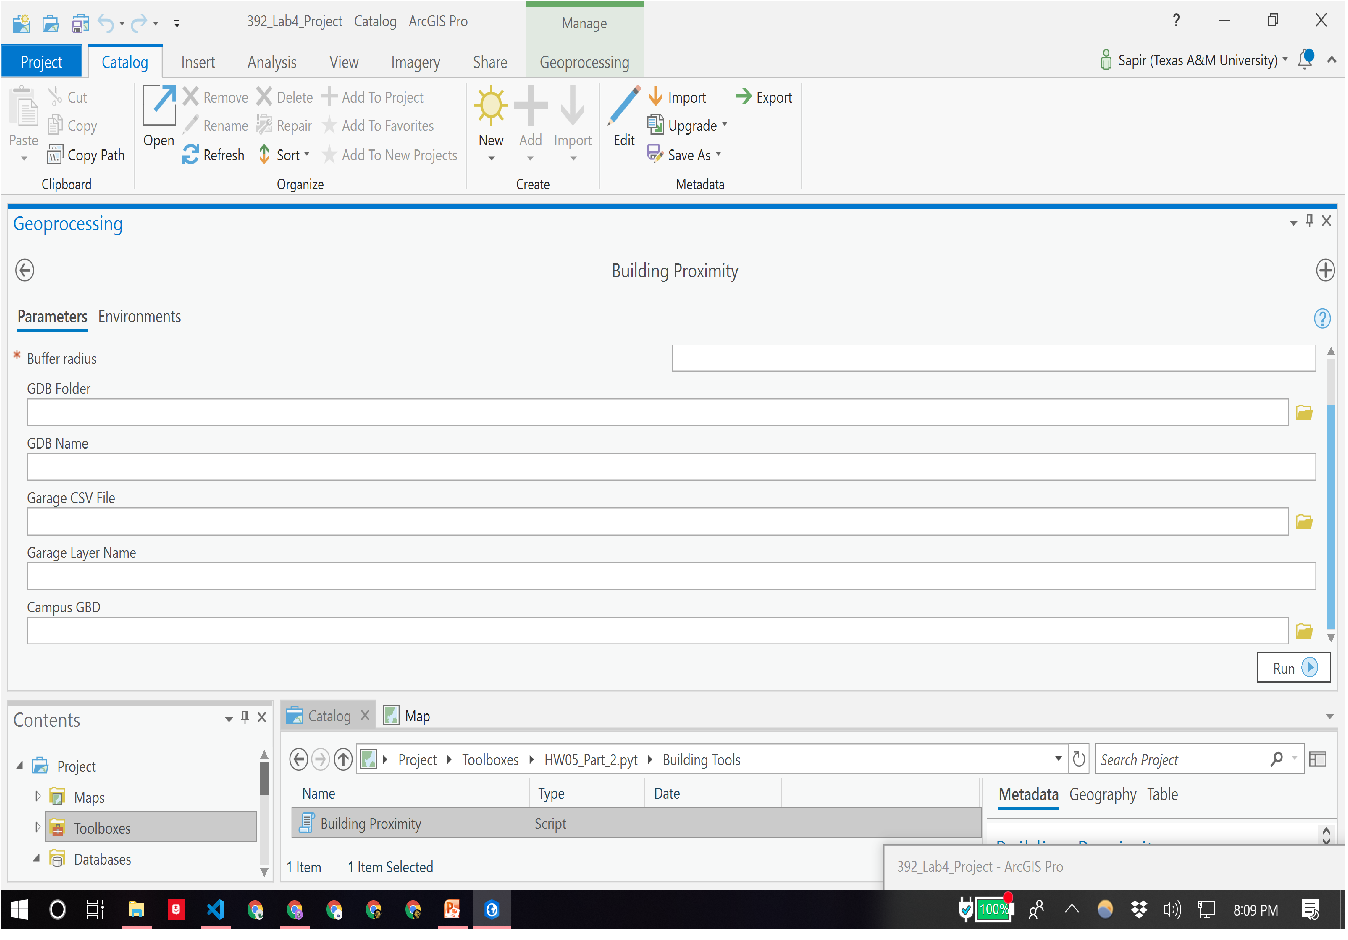 392_Lab4_Project Catalog ArcGIS Pro
Manage
?
Project Catalog Insert Analysis View Imagery Share Geoprocessing
Sapir (Texas A&M University)
Paste
Cut
Copy
Copy Path
Clipboard
Open
Remove Delete Add To Project
Rename Repair Add To Favorites
Refresh Sort Add To New Projects
Organize
New Add Import
Create
Edit
Import Export
Upgrade
Save As
Metadata
Geoprocessing
Building Proximity
Parameters Environments
?
* Buffer radius
GDB Folder
GDB Name
Garage CSV File
Garage Layer Name
Campus GBD
Run
Contents
Project
Maps
Toolboxes
Databases
Catalog Map
Project Toolboxes HW05_Part_2.pyt Building Tools
Search Project
Name Type Date
Building Proximity Script
1 Item 1 Item Selected
Metadata Geography Table
Building Proximity
392_Lab4_Project - ArcGIS Pro
100%
8:09 PM